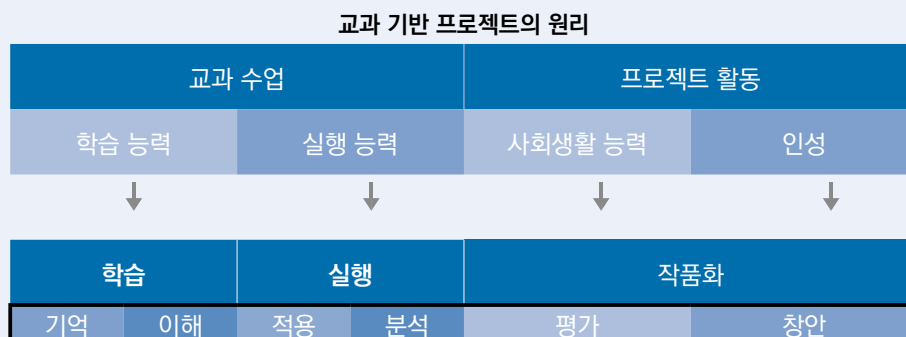 교과 기반 프로젝트의 원리
교과 수업 프로젝트 활동
학습 능력 실행 능력 사회생활 능력 인성
학습 실행 작품화
기억 이해 적용 분석 평가 창안